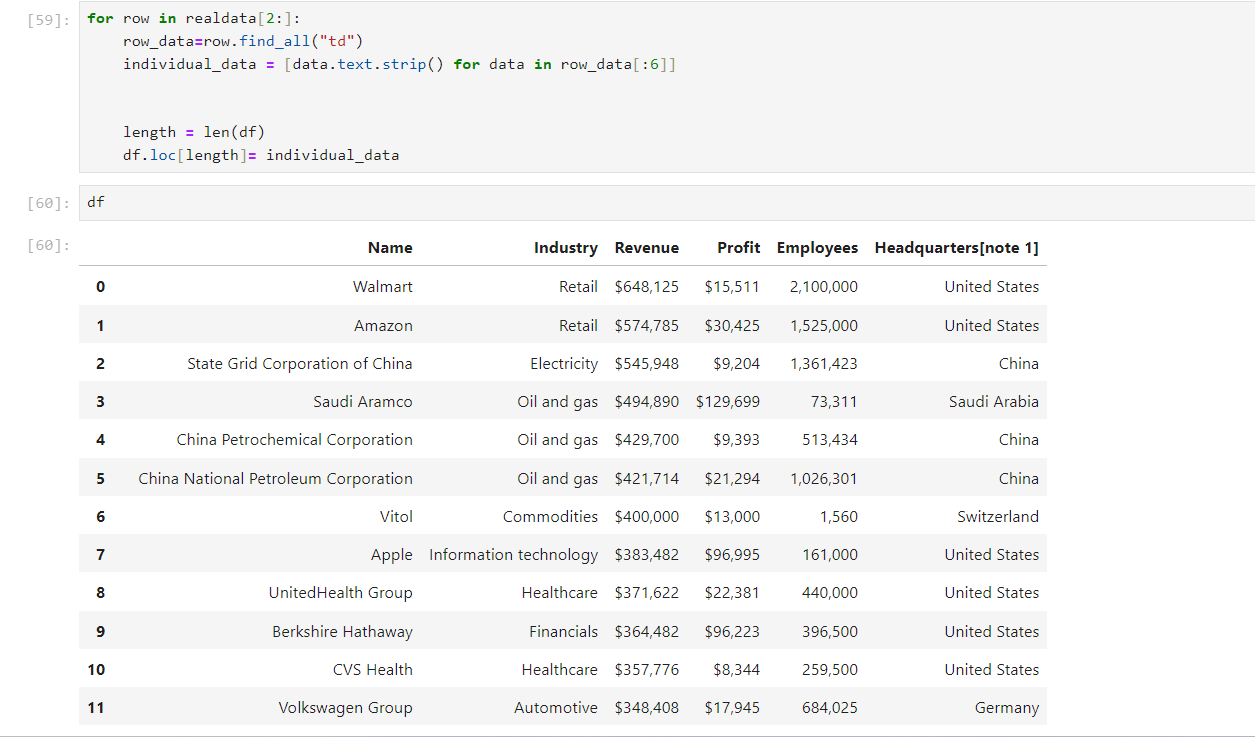 [59]: for row in realdata[2:]:
row_data=row.find_all("td")
individual_data = [data.text.strip() for data in row_data[:6]]
length = len(df)
df.loc[length]= individual_data
[60]: df
[60]: Name Industry Revenue Profit Employees Headquarters[note 1]
0 Walmart Retail $648,125 $15,511 2,100,000 United States
1 Amazon Retail $574,785 $30,425 1,525,000 United States
2 State Grid Corporation of China Electricity $545,948 $9,204 1,361,423 China
3 Saudi Aramco Oil and gas $494,890 $129,699 73,311 Saudi Arabia
4 China Petrochemical Corporation Oil and gas $429,700 $9,393 513,434 China
5 China National Petroleum Corporation Oil and gas $421,714 $21,294 1,026,301 China
6 Vitol Commodities $400,000 $13,000 1,560 Switzerland
7 Apple Information technology $383,482 $96,995 161,000 United States
8 UnitedHealth Group Healthcare $371,622 $22,381 440,000 United States
9 Berkshire Hathaway Financials $364,482 $96,223 396,500 United States
10 CVS Health Healthcare $357,776 $8,344 259,500 United States
11 Volkswagen Group Automotive $348,408 $17,945 684,025 Germany